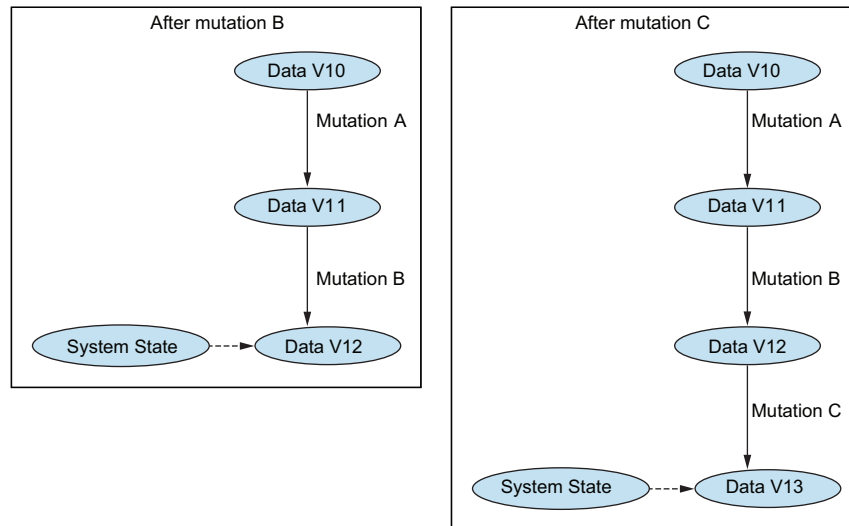 After mutation B
Data V10
Mutation A
Data V11
Mutation B
System State
Data V12
After mutation C
Data V10
Mutation A
Data V11
Mutation B
Data V12
Mutation C
System State
Data V13